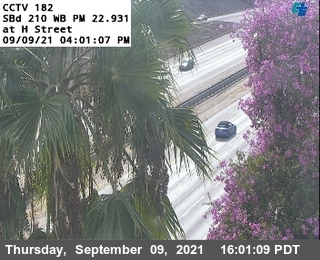 CCTV 182
SBd 210 WB PM 22.931
at H Street
09/09/21 04:01:07 PM
Thursday, September 09, 2021 16:01:09 PDT